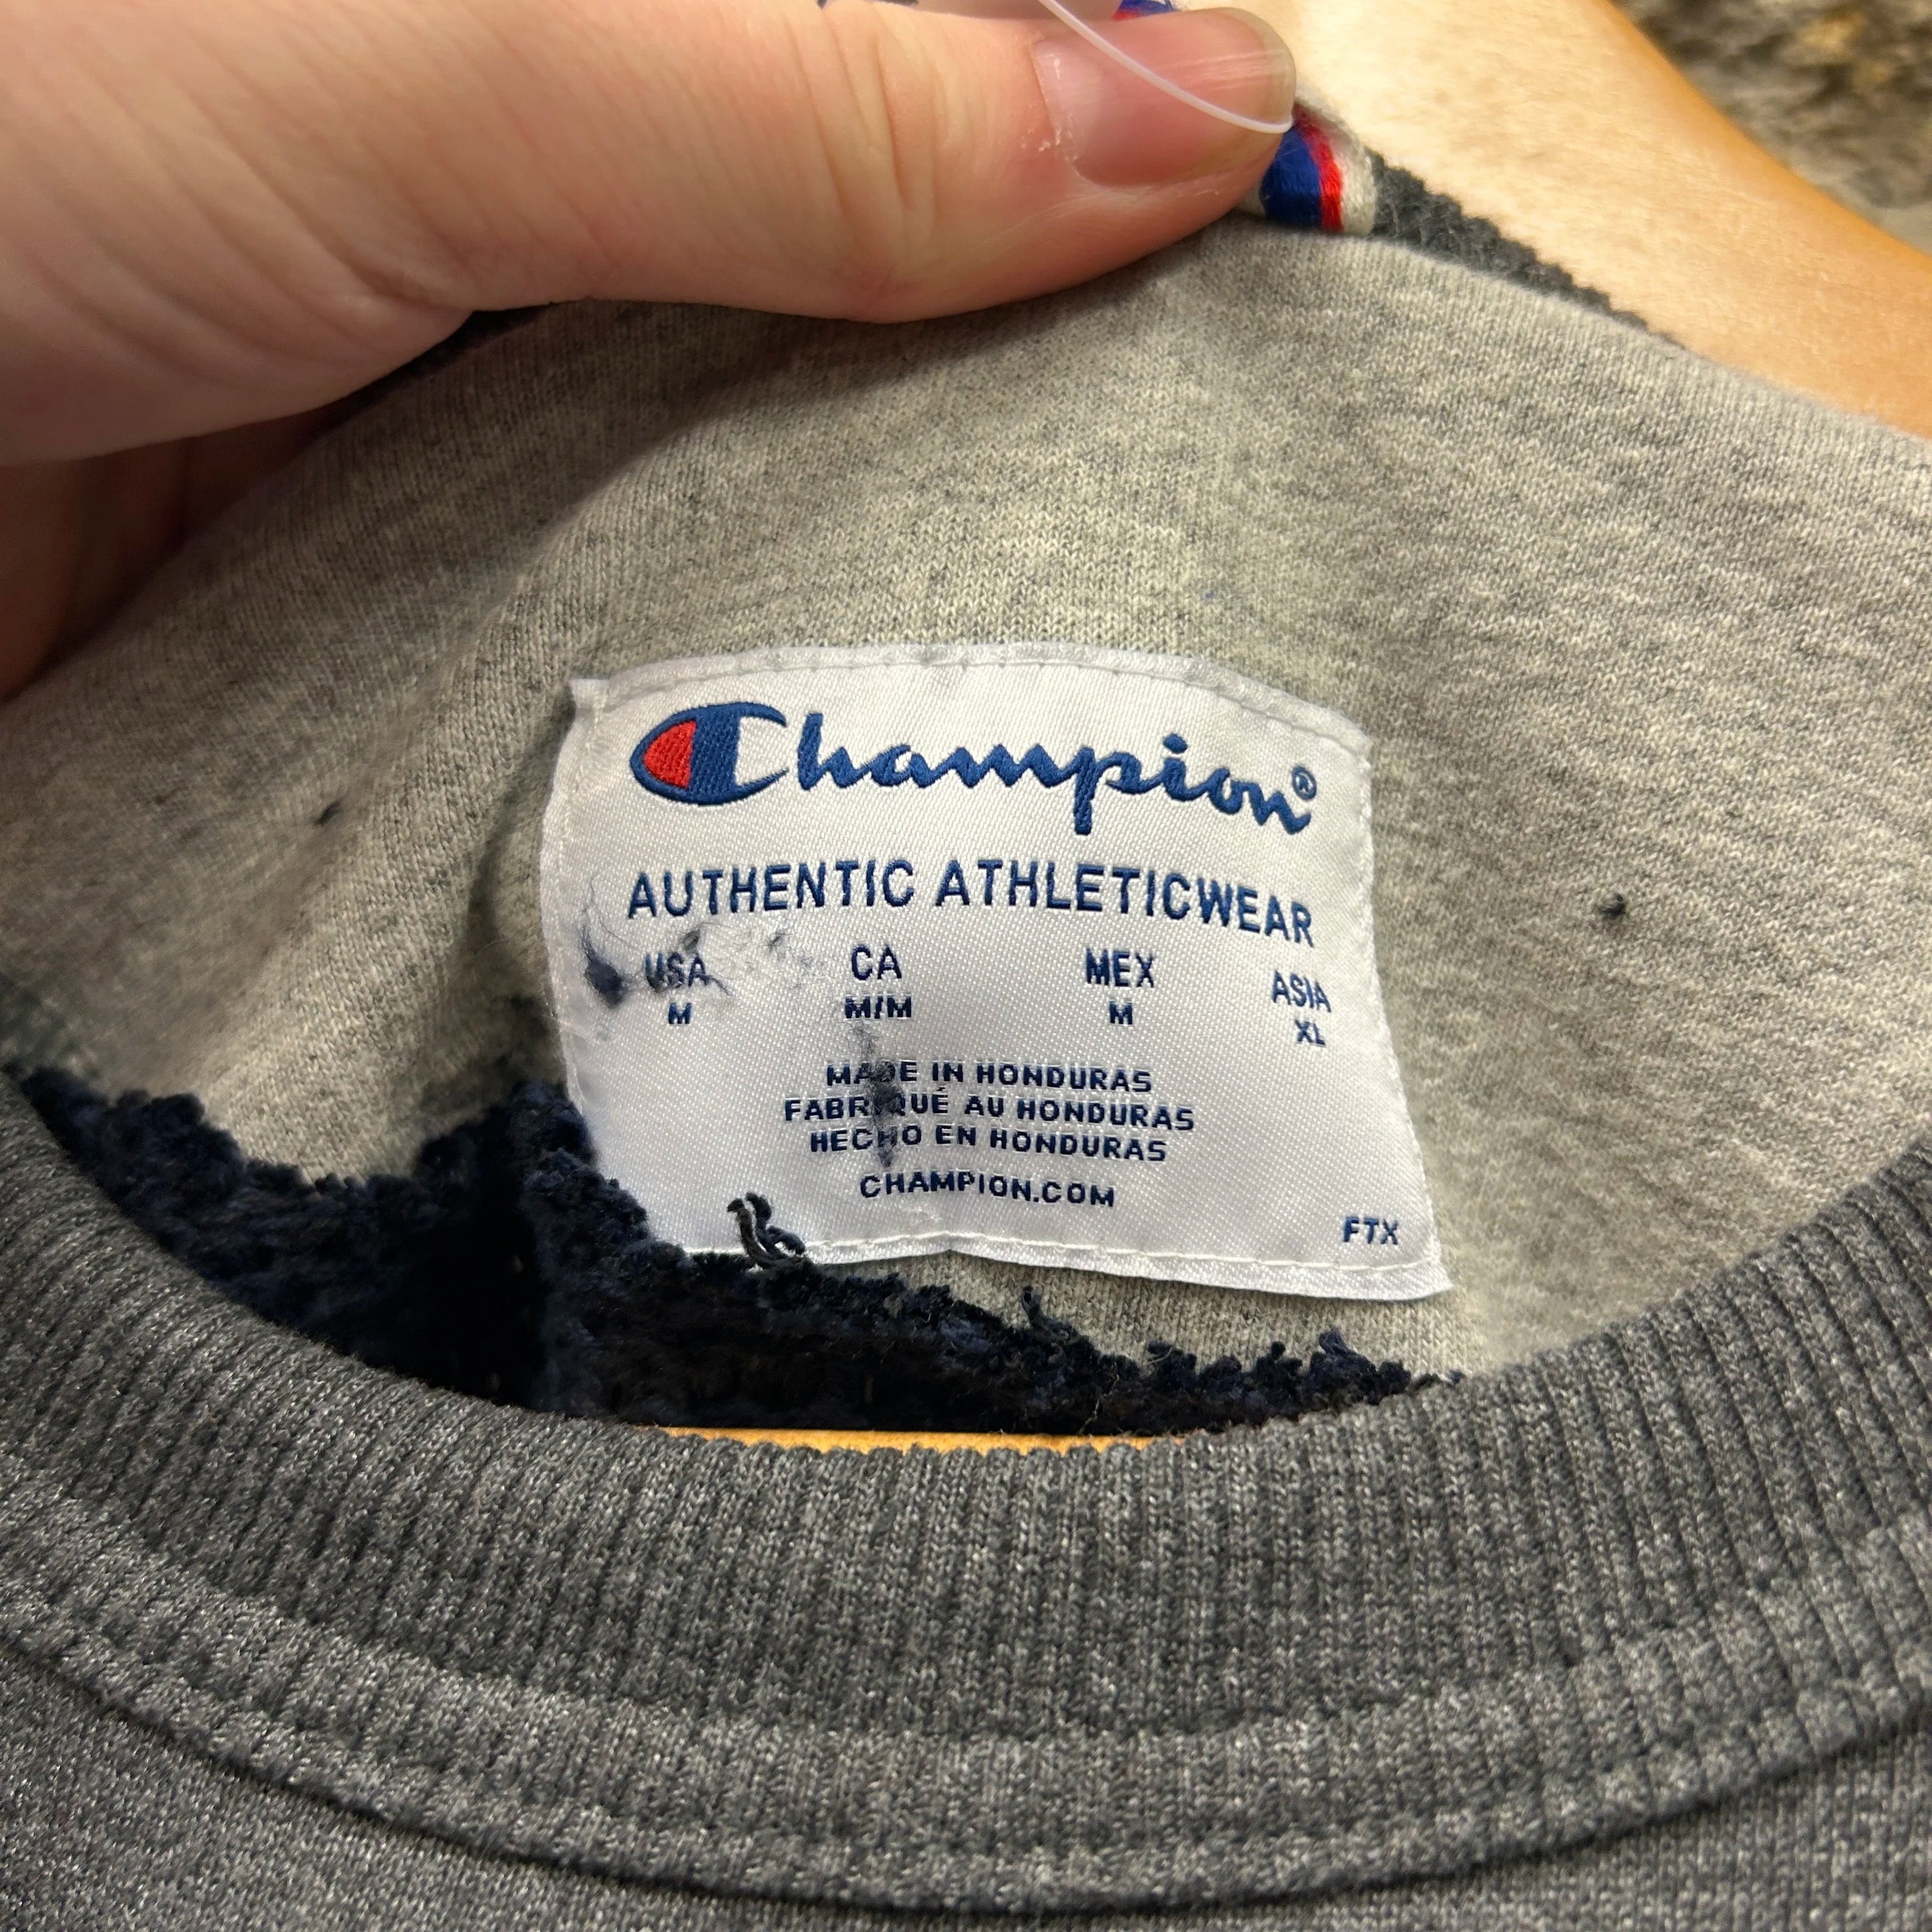 Champion®
AUTHENTIC ATHLETICWEAR
USA CA MEX ASIA
M M/M M XL
MADE IN HONDURAS
FABRIQUÉ AU HONDURAS
HECHO EN HONDURAS
CHAMPION.COM
FTX